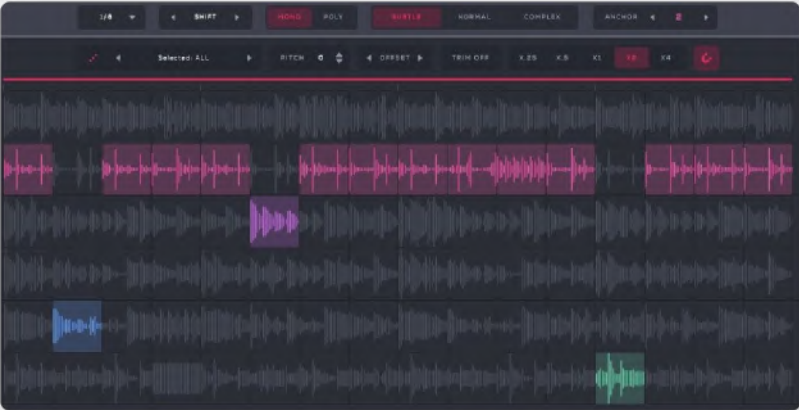 1/8 SHIFT MONO POLY SUBTLE NORMAL COMPLEX ANCHOR 2
Selected: ALL PITCH 0 OFFSET TRIM OFF X.25 X.5 X1 X2 X4